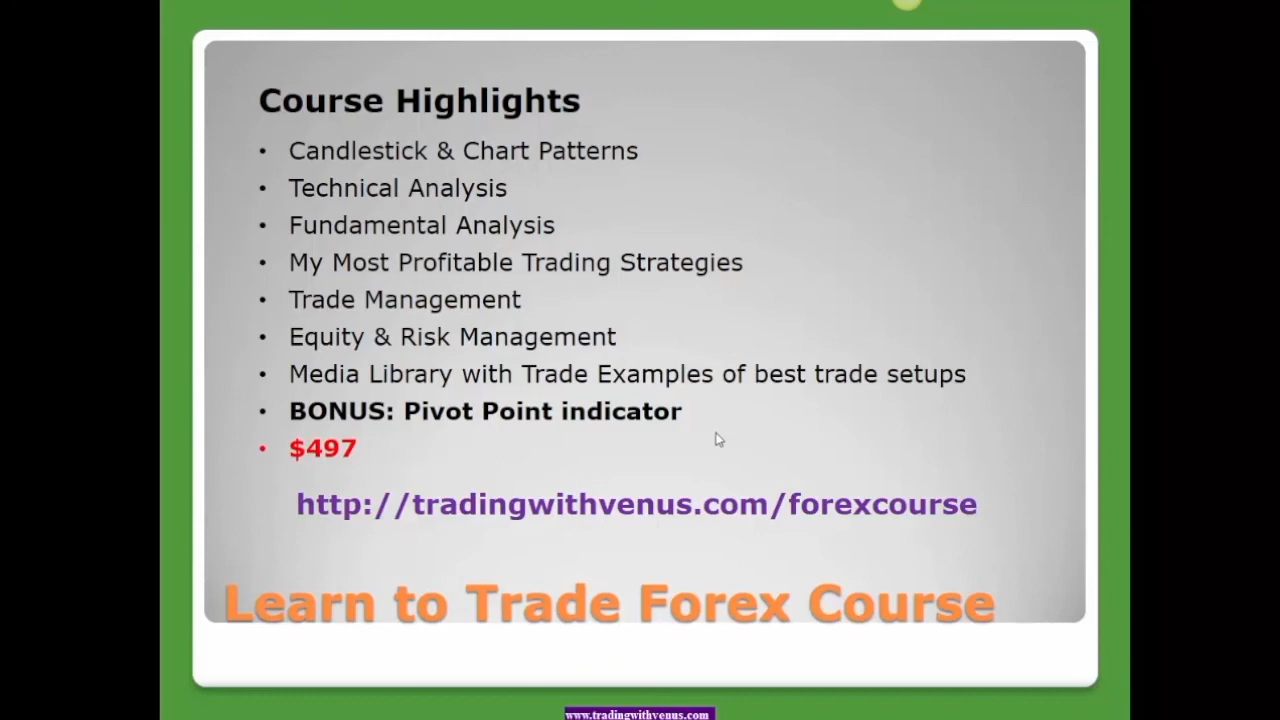 Course Highlights
• Candlestick & Chart Patterns
• Technical Analysis
• Fundamental Analysis
• My Most Profitable Trading Strategies
• Trade Management
• Equity & Risk Management
• Media Library with Trade Examples of best trade setups
• BONUS: Pivot Point indicator
• $497
http://tradingwithvenus.com/forexcourse
Learn to Trade Forex Course
www.tradingwithvenus.com